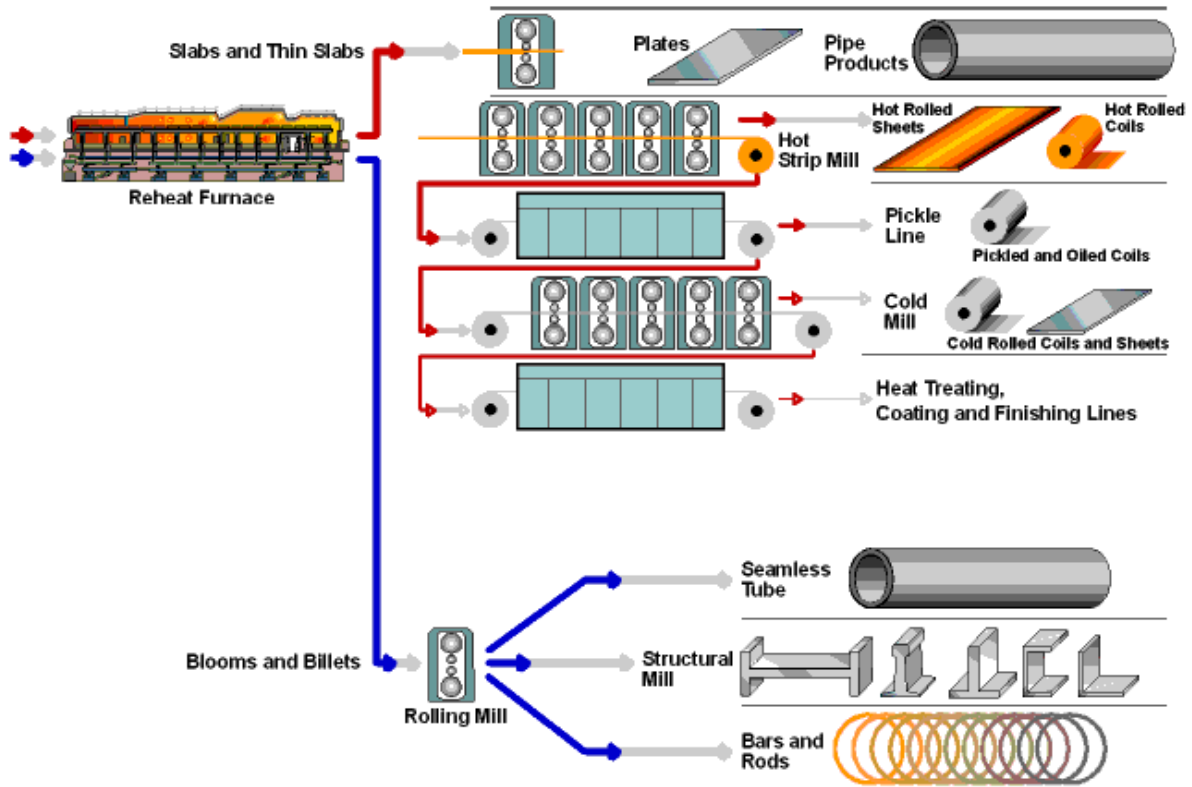 Slabs and Thin Slabs
Plates
Pipe
Products
Reheat Furnace
Hot
Strip Mill
Hot Rolled
Sheets
Hot Rolled
Coils
Pickle
Line
Pickled and Oiled Coils
Cold
Mill
Cold Rolled Coils and Sheets
Heat Treating,
Coating and Finishing Lines
Blooms and Billets
Rolling Mill
Seamless
Tube
Structural
Mill
Bars and
Rods